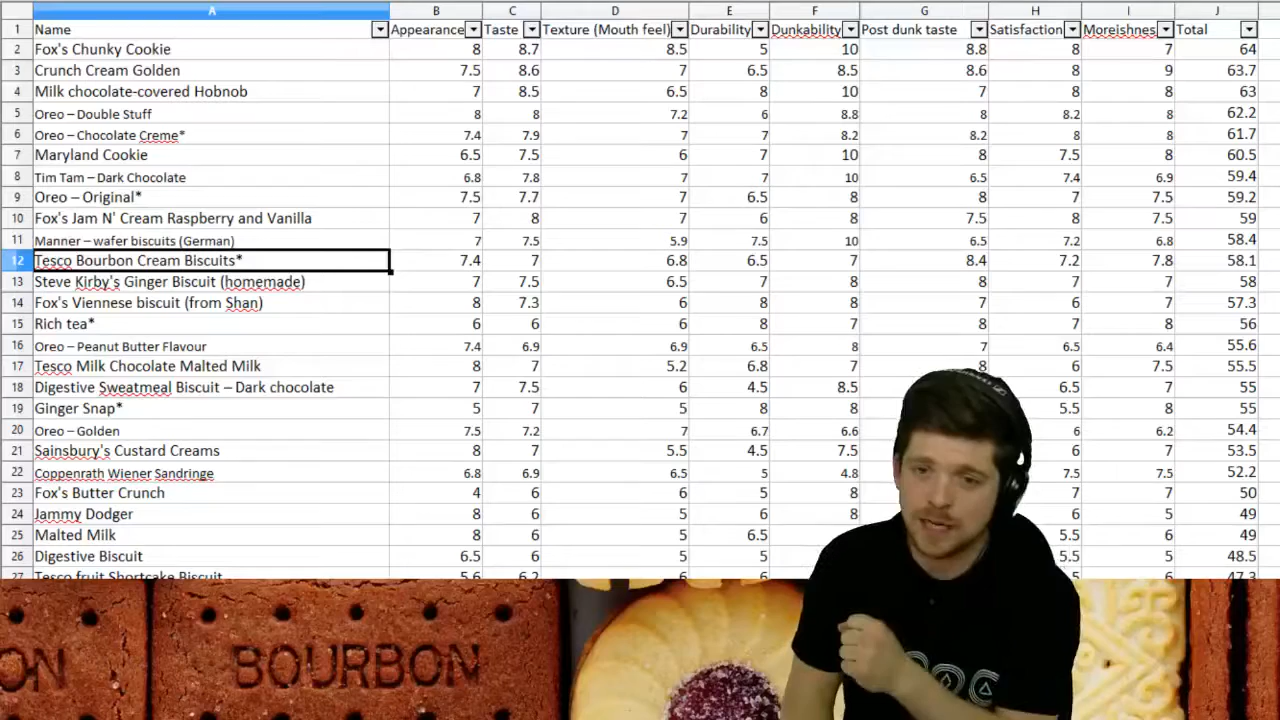 A B C D E F G H I J
1 Name Appearance Taste Texture (Mouth feel) Durability Dunkability Post dunk taste Satisfaction Moreishnes Total
2 Fox's Chunky Cookie 8 8.7 8.5 5 10 8.8 8 7 64
3 Crunch Cream Golden 7.5 8.6 7 6.5 8.5 8.6 8 9 63.7
4 Milk chocolate-covered Hobnob 7 8.5 6.5 8 10 7 8 8 63
5 Oreo – Double Stuff 8 8 7.2 6 8.8 8 8.2 8 62.2
6 Oreo – Chocolate Creme* 7.4 7.9 7 7 8.2 8.2 8 8 61.7
7 Maryland Cookie 6.5 7.5 6 7 10 8 7.5 8 60.5
8 Tim Tam – Dark Chocolate 6.8 7.8 7 7 10 6.5 7.4 6.9 59.4
9 Oreo – Original* 7.5 7.7 7 6.5 8 8 7 7.5 59.2
10 Fox's Jam N' Cream Raspberry and Vanilla 7 8 7 6 8 7.5 8 7.5 59
11 Manner – wafer biscuits (German) 7 7.5 5.9 7.5 10 6.5 7.2 6.8 58.4
12 Tesco Bourbon Cream Biscuits* 7.4 7 6.8 6.5 7 8.4 7.2 7.8 58.1
13 Steve Kirby's Ginger Biscuit (homemade) 7 7.5 6.5 7 8 8 7 7 58
14 Fox's Viennese biscuit (from Shan) 8 7.3 6 8 8 7 6 7 57.3
15 Rich tea* 6 6 6 8 7 8 7 8 56
16 Oreo – Peanut Butter Flavour 7.4 6.9 6.9 6.5 8 7 6.5 6.4 55.6
17 Tesco Milk Chocolate Malted Milk 8 7 5.2 6.8 7 8 6 7.5 55.5
18 Digestive Sweatmeal Biscuit – Dark chocolate 7 7.5 6 4.5 8.5 6.5 7 55
19 Ginger Snap* 5 7 5 8 8 5.5 8 55
20 Oreo – Golden 7.5 7.2 7 6.7 6.6 6 6.2 54.4
21 Sainsbury's Custard Creams 8 7 5.5 4.5 7.5 6 7 53.5
22 Coppenrath Wiener Sandringe 6.8 6.9 6.5 5 4.8 7.5 7.5 52.2
23 Fox's Butter Crunch 4 6 6 5 8 7 7 50
24 Jammy Dodger 8 6 5 6 8 6 5 49
25 Malted Milk 8 6 5 6.5 5.5 6 49
26 Digestive Biscuit 6.5 6 5 5 5.5 5 48.5
27 Tesco fruit Shortcake Biscuit 5.6 6.2 6 6 5 6 47.3
ON BOURBON